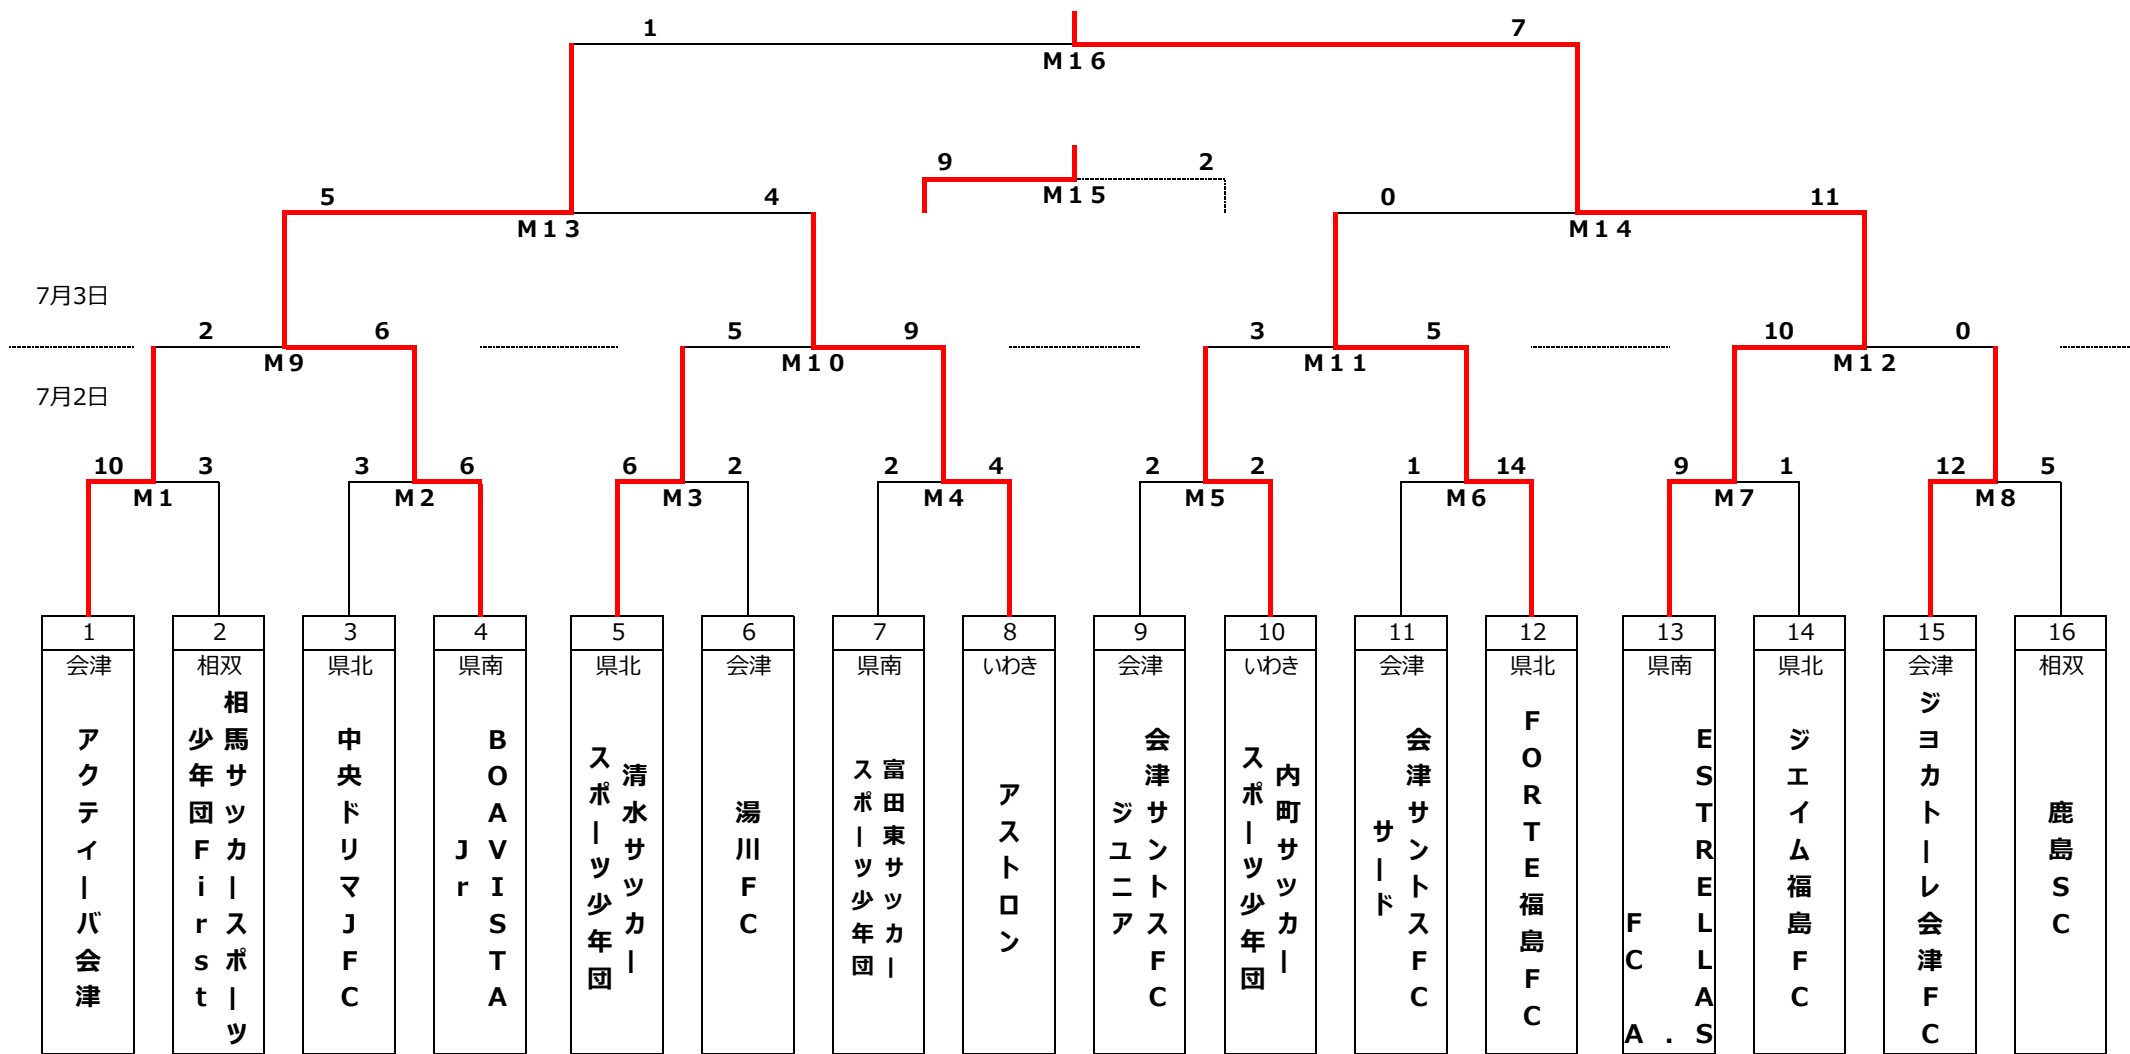 1 7
M16
9 2
M15
5 4 0 11
M13 M14
7月3日
2 6 5 9 3 5 10 0
M9 M10 M11 M12
7月2日
10 3 3 6 6 2 2 4 2 2 1 14 9 1 12 5
M1 M2 M3 M4 M5 M6 M7 M8
1 2 3 4 5 6 7 8 9 10 11 12 13 14 15 16
会津 相双 県北 県南 県北 会津 県南 いわき 会津 いわき 会津 県北 県南 県北 会津 相双
アクティーバ会津
相馬サッカースポーツ
少年団First
中央ドリマJFC
BOAVISTA
Jr
清水サッカー
スポーツ少年団
湯川FC
富田東サッカー
スポーツ少年団
アストロン
会津サントスFC
ジュニア
内町サッカー
スポーツ少年団
会津サントスFC
サード
FORTE福島FC
ESTRELLAS
FC A.
ジェイム福島FC
ジョカトーレ会津FC
鹿島SC